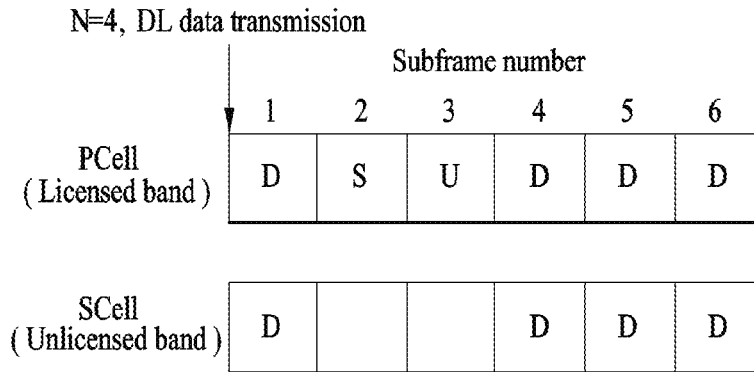 N=4, DL data transmission
Subframe number
1 2 3 4 5 6
PCell
( Licensed band )
D S U D D D
SCell
( Unlicensed band )
D D D D